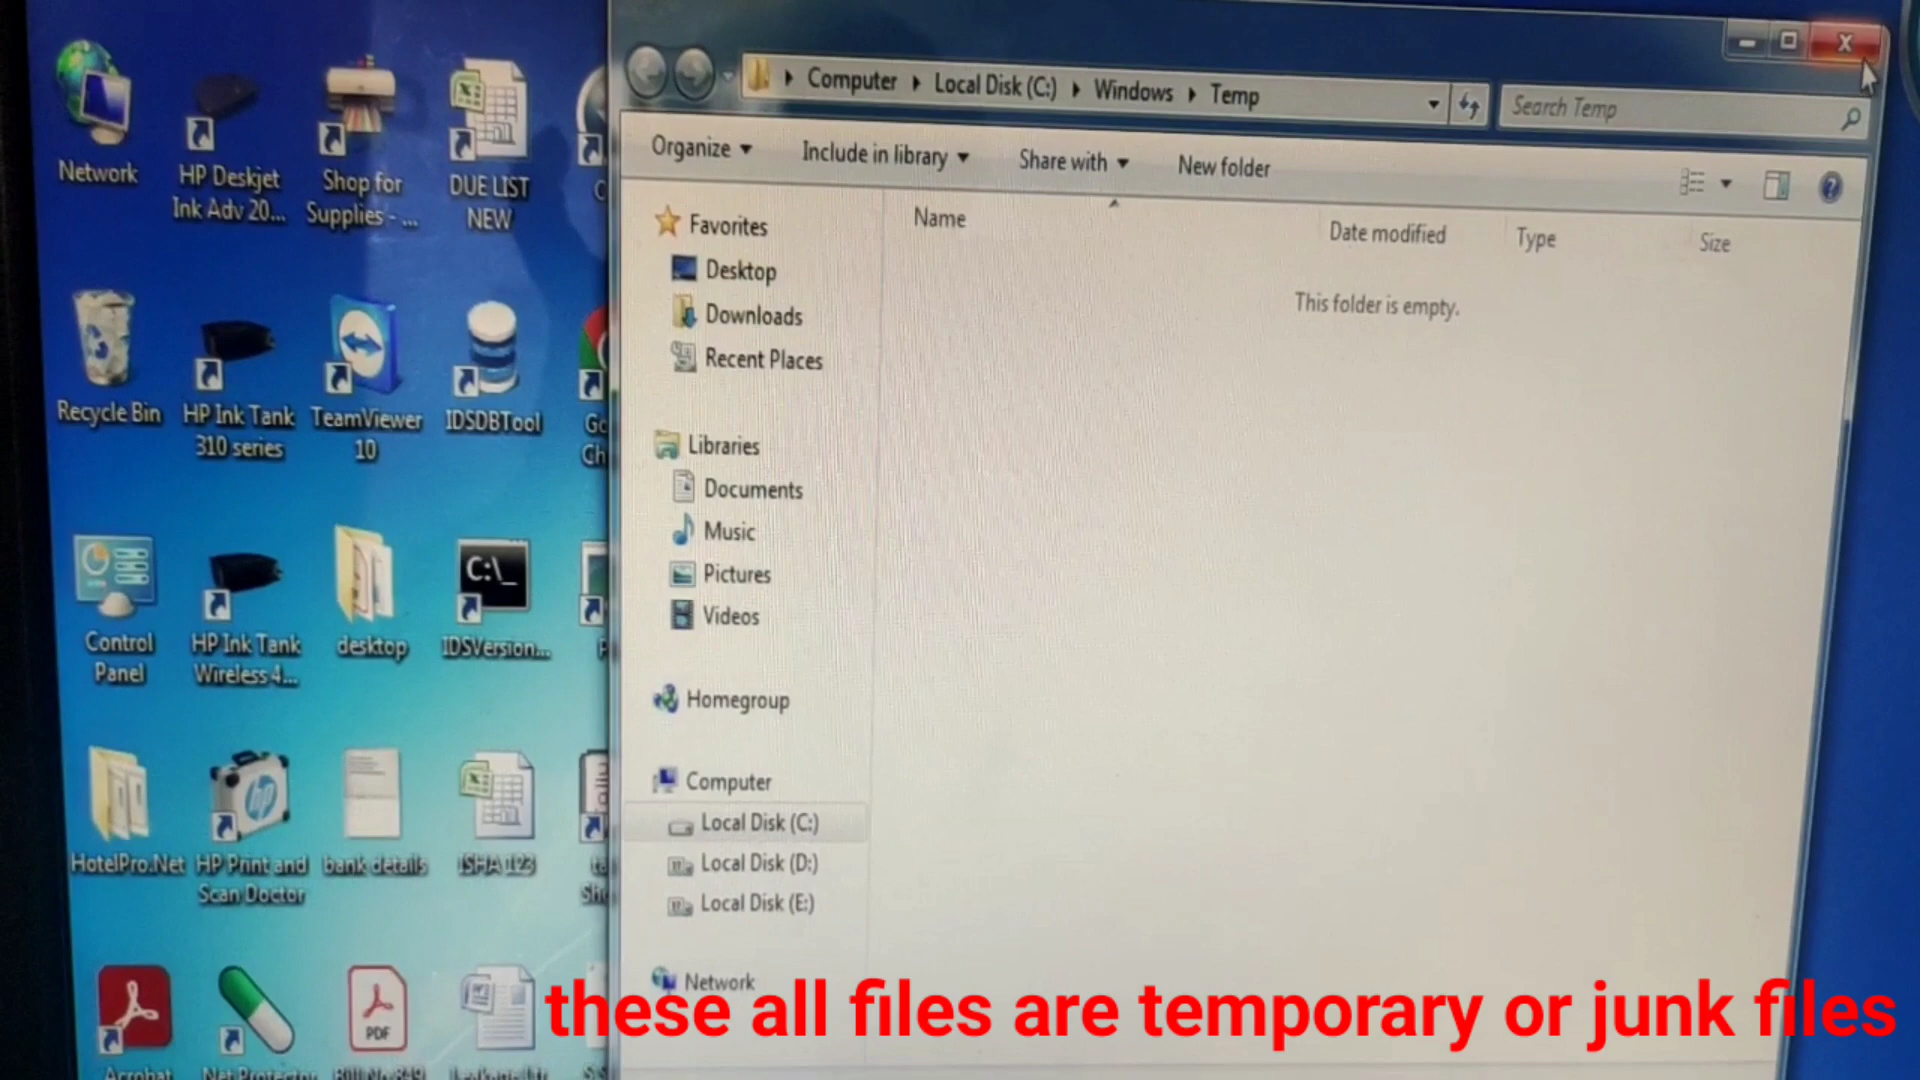 Network
HP Deskjet
Ink Adv 20...
Shop for
Supplies - ...
DUE LIST
NEW
Recycle Bin
HP Ink Tank
310 series
TeamViewer
10
IDSDBTool
Control
Panel
HP Ink Tank
Wireless 4...
desktop
C:\_
IDSVersion...
HotelPro.Net
HP Print and
Scan Doctor
bank details
ISHA 123
PDF
Acrobat
Net Protector
Computer
Local Disk (C:)
Windows
Temp
Search Temp
Organize
Include in library
Share with
New folder
Name
Date modified
Type
Size
This folder is empty.
Favorites
Desktop
Downloads
Recent Places
Libraries
Documents
Music
Pictures
Videos
Homegroup
Computer
Local Disk (C:)
Local Disk (D:)
Local Disk (E:)
Network
these all files are temporary or junk files